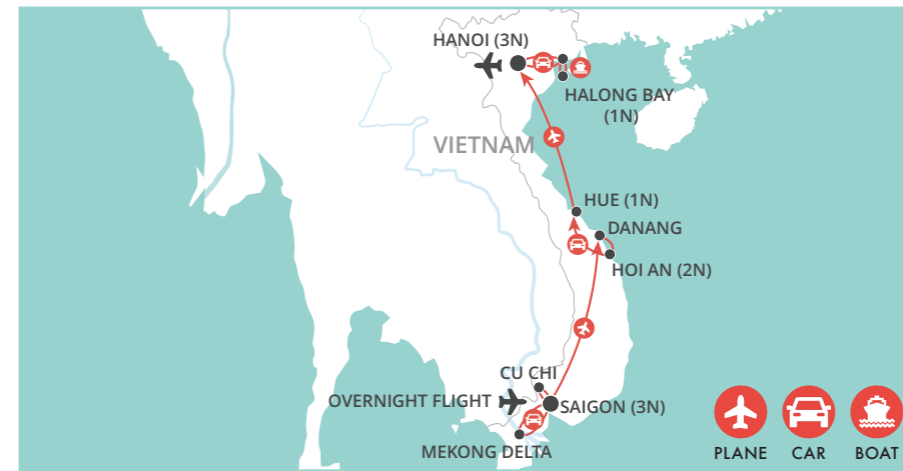 HANOI (3N)
HALONG BAY
(1N)
VIETNAM
HUE (1N)
DANANG
HOI AN (2N)
CU CHI
OVERNIGHT FLIGHT
SAIGON (3N)
MEKONG DELTA
PLANE
CAR
BOAT